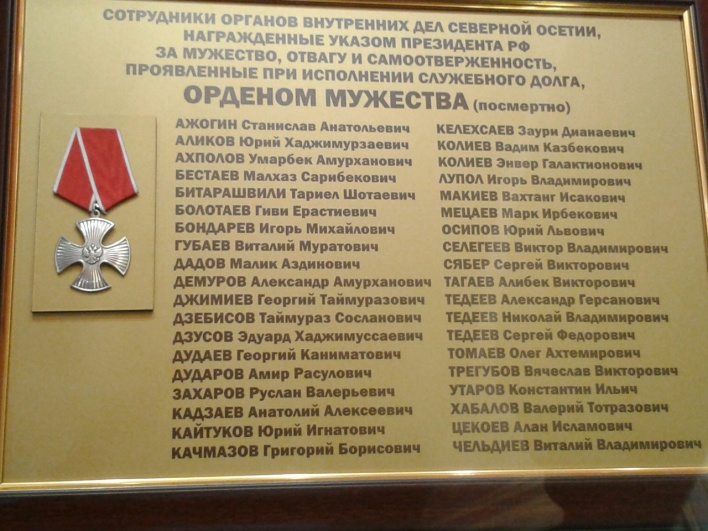 СОТРУДНИКИ ОРГАНОВ ВНУТРЕННИХ ДЕЛ СЕВЕРНОЙ ОСЕТИИ,
НАГРАЖДЕННЫЕ УКАЗОМ ПРЕЗИДЕНТА РФ
ЗА МУЖЕСТВО, ОТВАГУ И САМООТВЕРЖЕННОСТЬ,
ПРОЯВЛЕННЫЕ ПРИ ИСПОЛНЕНИИ СЛУЖЕБНОГО ДОЛГА,
ОРДЕНОМ МУЖЕСТВА (посмертно)
АЖОГИН Станислав Анатольевич
АЛИКОВ Юрий Хаджимурзаевич
АХПОЛОВ Умарбек Амурханович
БЕСТАЕВ Малхаз Сарибекович
БИТАРАШВИЛИ Тариел Шотаевич
БОЛОТАЕВ Гиви Ерастиевич
БОНДАРЕВ Игорь Михайлович
ГУБАЕВ Виталий Муратович
ДАДОВ Малик Аздинович
ДЕМУРОВ Александр Амурханович
ДЖИМИЕВ Георгий Таймуразович
ДЗЕБИСОВ Таймураз Сосланович
ДЗУСОВ Эдуард Хаджимуссаевич
ДУДАЕВ Георгий Каниматович
ДУДАРОВ Амир Расулович
ЗАХАРОВ Руслан Валерьевич
КАДЗАЕВ Анатолий Алексеевич
КАЙТУКОВ Юрий Игнатович
КАЧМАЗОВ Григорий Борисович
КЕЛЕХСАЕВ Заури Дианаевич
КОЛИЕВ Вадим Казбекович
КОЛИЕВ Энвер Галактионович
ЛУПОЛ Игорь Владимирович
МАКИЕВ Вахтанг Исакович
МЕЦАЕВ Марк Ирбекович
ОСИПОВ Юрий Львович
СЕЛЕГЕЕВ Виктор Владимирович
СЯБЕР Сергей Викторович
ТАГАЕВ Алибек Викторович
ТЕДЕЕВ Александр Герсанович
ТЕДЕЕВ Николай Владимирович
ТЕДЕЕВ Сергей Федорович
ТОМАЕВ Олег Ахтемирович
ТРЕГУБОВ Вячеслав Викторович
УТАРОВ Константин Ильич
ХАБАЛОВ Валерий Тотразович
ЦЕКОЕВ Алан Исламович
ЧЕЛЬДИЕВ Виталий Владимирович